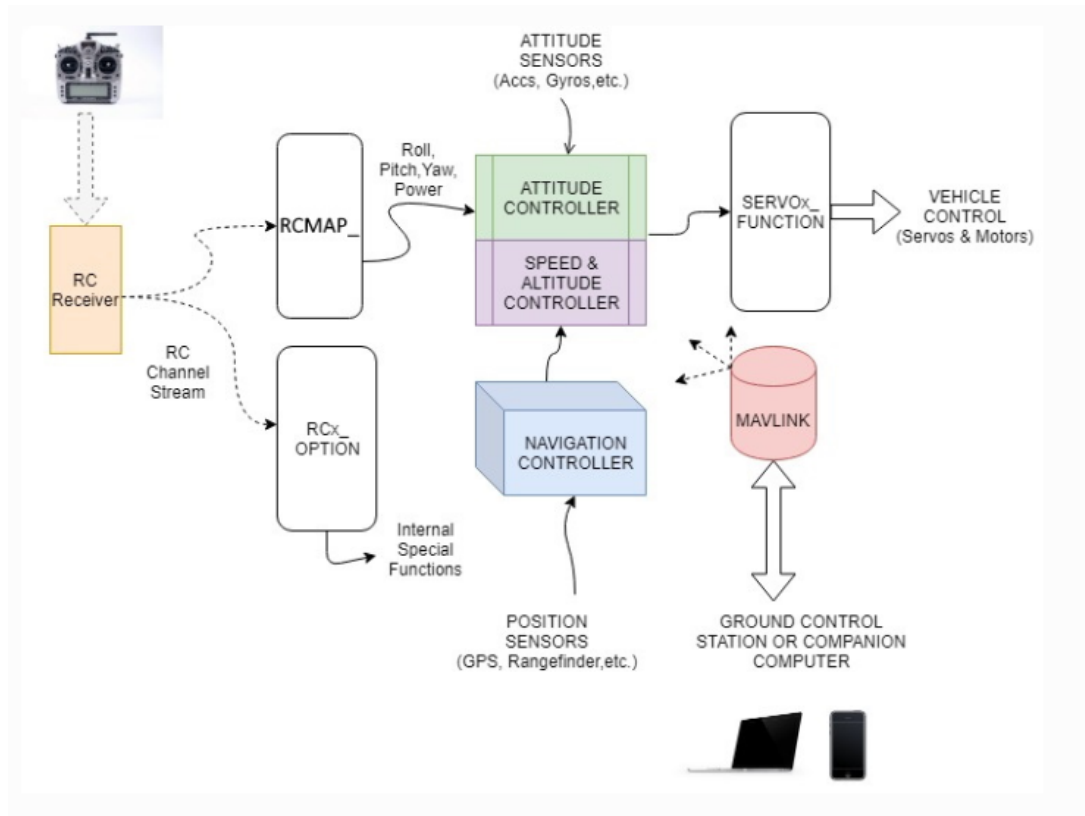 ATTITUDE
SENSORS
(Accs, Gyros,etc.)
Roll,
Pitch,Yaw,
Power
RCMAP_
ATTITUDE
CONTROLLER
SPEED &
ALTITUDE
CONTROLLER
SERVOx_
FUNCTION
VEHICLE
CONTROL
(Servos & Motors)
RC
Receiver
RC
Channel
Stream
RCx_
OPTION
NAVIGATION
CONTROLLER
MAVLINK
Internal
Special
Functions
POSITION
SENSORS
(GPS, Rangefinder,etc.)
GROUND CONTROL
STATION OR COMPANION
COMPUTER